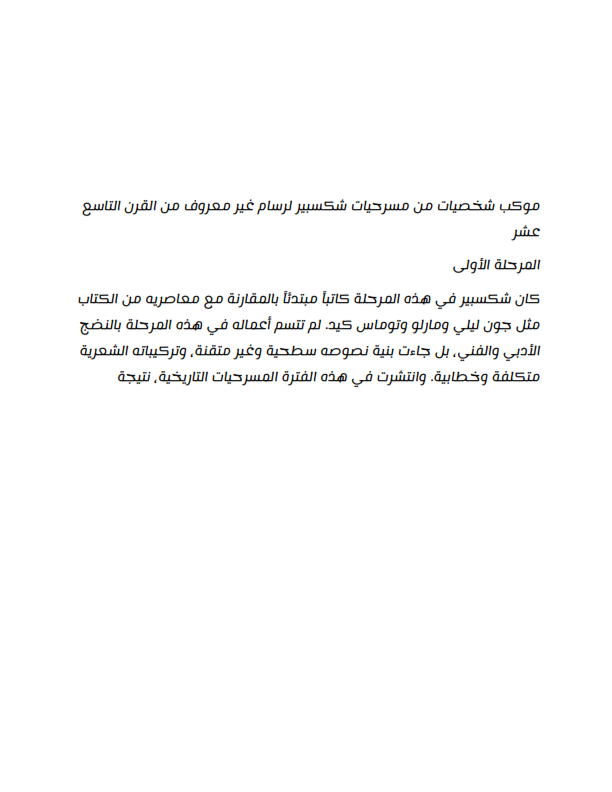 موكب شخصيات من مسرحيات شكسبير لرسام غير معروف من القرن التاسع
عشر
المرحلة الأولى
كان شكسبير في هذه المرحلة كاتباً مبتدئاً بالمقارنة مع معاصريه من الكتاب
مثل جون ليلي ومارلو وتوماس كيد. لم تتسم أعماله في هذه المرحلة بالنضج
الأدبي والفني، بل جاءت بنية نصوصه سطحية وغير متقنة، وتركيباته الشعرية
متكلفة وخطابية. وانتشرت في هذه الفترة المسرحيات التاريخية، نتيجة